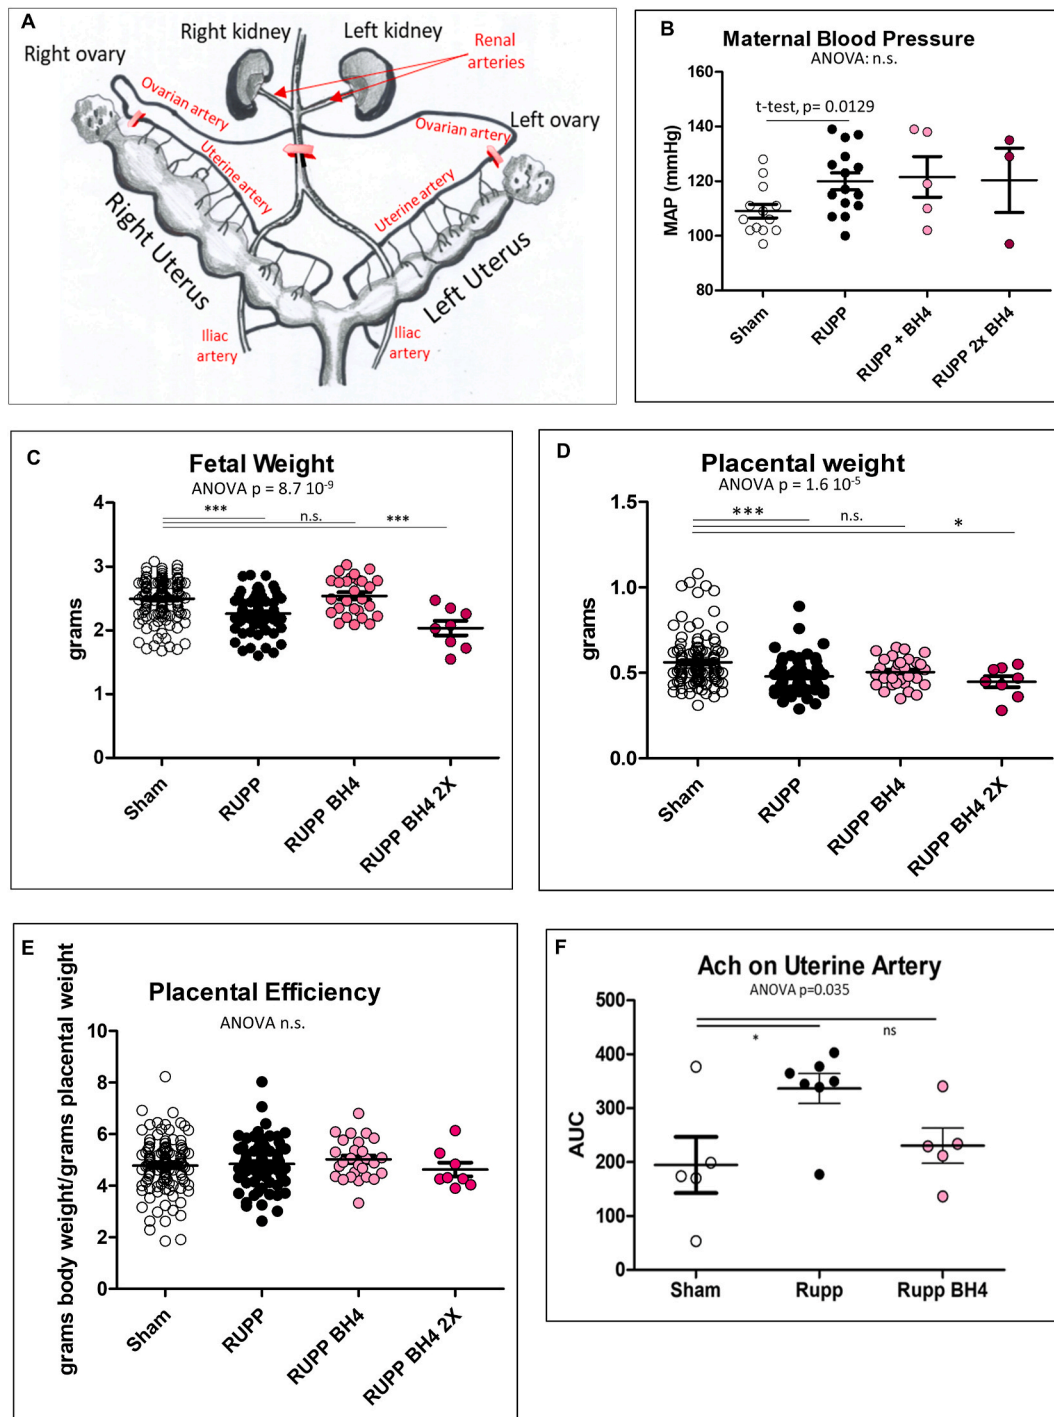 A
Right kidney
Left kidney
Right ovary
Renal
arteries
Ovarian artery
Ovarian artery
Left ovary
Uterine artery
Uterine artery
Right Uterus
Left Uterus
Iliac
artery
Iliac
artery
B
Maternal Blood Pressure
ANOVA: n.s.
t-test, p= 0.0129
MAP (mmHg)
160
140
120
100
80
Sham
RUPP
RUPP + BH4
RUPP 2x BH4
C
Fetal Weight
ANOVA p = 8.7 10⁻⁹
***
n.s.
***
grams
4
3
2
1
0
Sham
RUPP
RUPP BH4
RUPP BH4 2X
D
Placental weight
ANOVA p = 1.6 10⁻⁵
***
n.s.
*
grams
1.5
1.0
0.5
0.0
Sham
RUPP
RUPP BH4
RUPP BH4 2X
E
Placental Efficiency
ANOVA n.s.
grams body weight/grams placental weight
10
8
6
4
2
0
Sham
RUPP
RUPP BH4
RUPP BH4 2X
F
Ach on Uterine Artery
ANOVA p=0.035
*
ns
AUC
500
400
300
200
100
0
Sham
Rupp
Rupp BH4